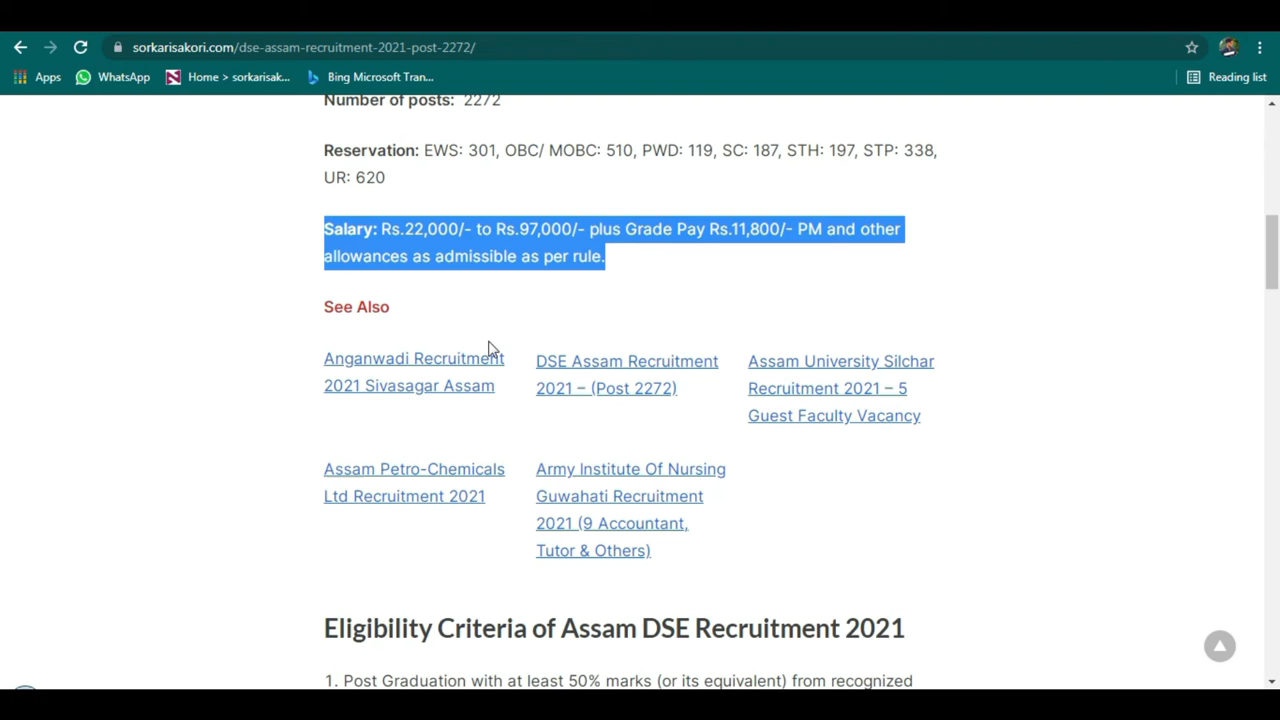 sorkarisakori.com/dse-assam-recruitment-2021-post-2272/
Apps WhatsApp Home > sorkarisak... Bing Microsoft Tran... Reading list
Number of posts: 2272
Reservation: EWS: 301, OBC/ MOBC: 510, PWD: 119, SC: 187, STH: 197, STP: 338,
UR: 620
Salary: Rs.22,000/- to Rs.97,000/- plus Grade Pay Rs.11,800/- PM and other
allowances as admissible as per rule.
See Also
Anganwadi Recruitment
2021 Sivasagar Assam
DSE Assam Recruitment
2021 – (Post 2272)
Assam University Silchar
Recruitment 2021 – 5
Guest Faculty Vacancy
Assam Petro-Chemicals
Ltd Recruitment 2021
Army Institute Of Nursing
Guwahati Recruitment
2021 (9 Accountant,
Tutor & Others)
Eligibility Criteria of Assam DSE Recruitment 2021
1. Post Graduation with at least 50% marks (or its equivalent) from recognized